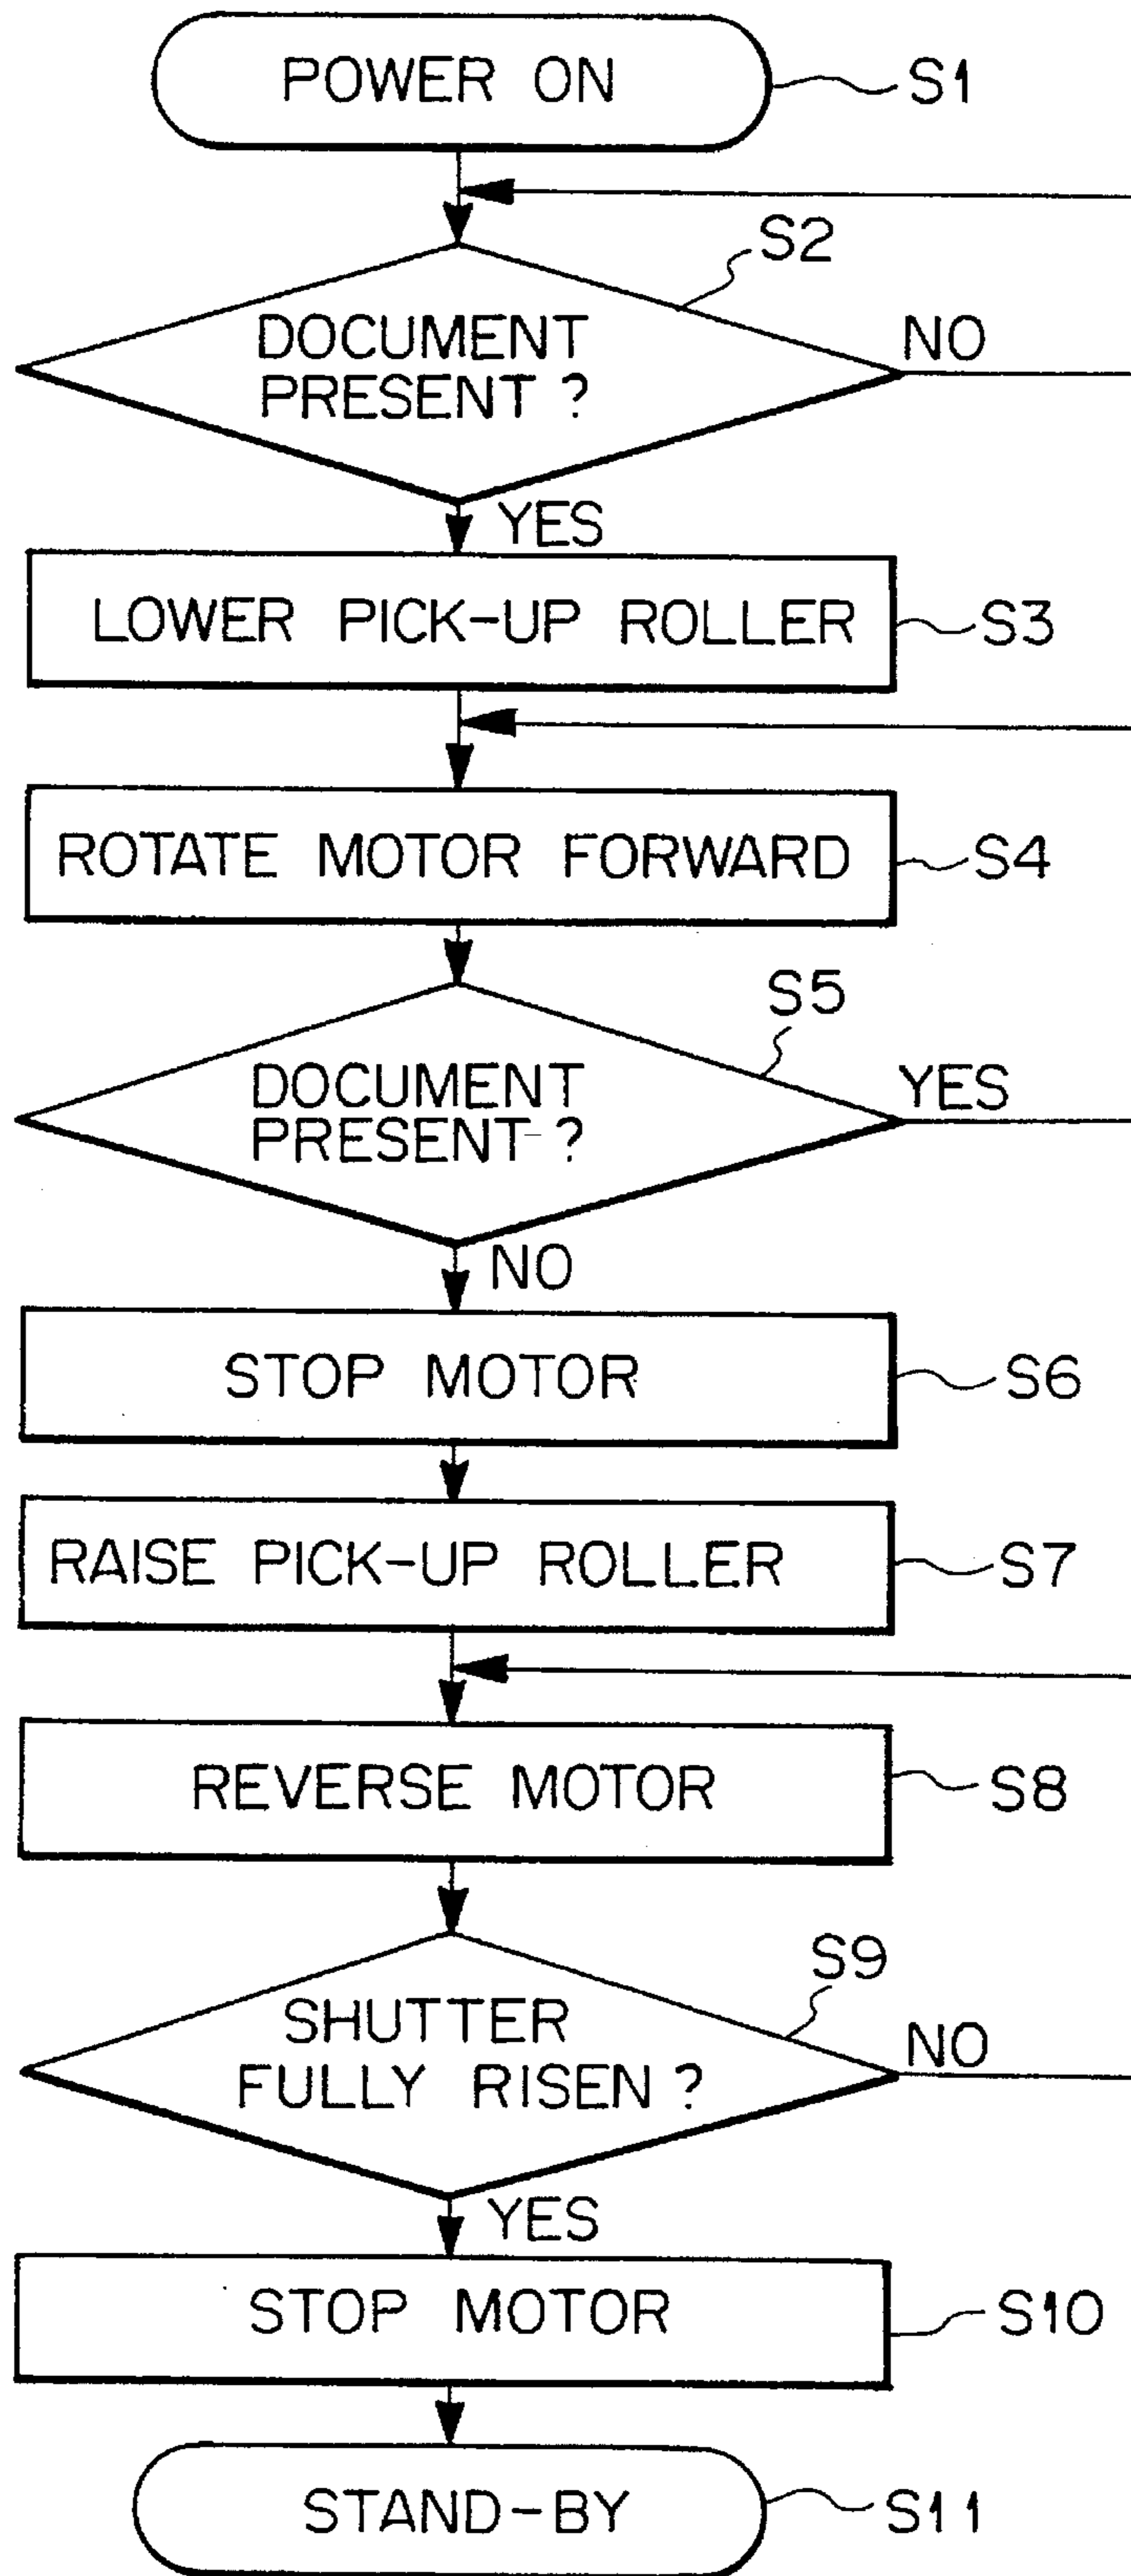 POWER ON
S1
S2
DOCUMENT
PRESENT ?
NO
YES
LOWER PICK-UP ROLLER
S3
ROTATE MOTOR FORWARD
S4
S5
DOCUMENT
PRESENT ?
YES
NO
STOP MOTOR
S6
RAISE PICK-UP ROLLER
S7
REVERSE MOTOR
S8
S9
SHUTTER
FULLY RISEN ?
NO
YES
STOP MOTOR
S10
STAND-BY
S11